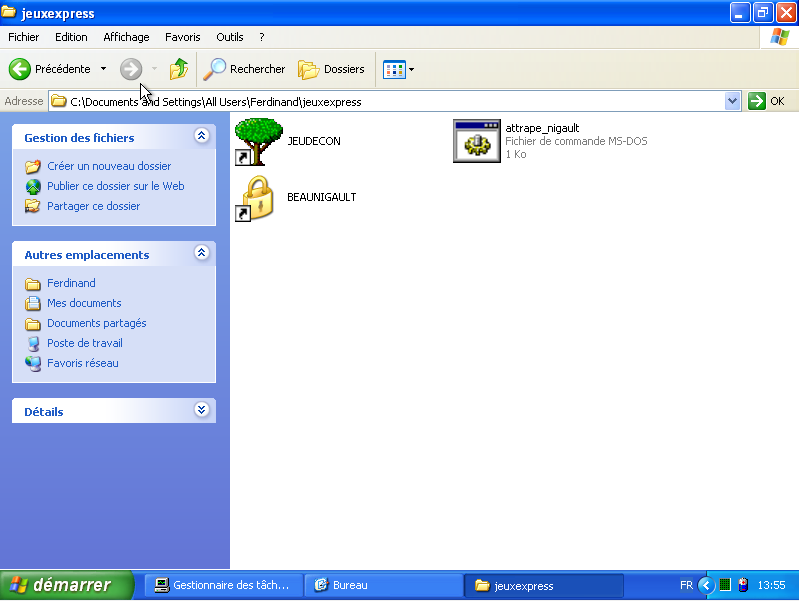 jeuxexpress
Fichier Edition Affichage Favoris Outils ?
Précédente Rechercher Dossiers
Adresse C:\Documents and Settings\All Users\Ferdinand\jeuxexpress OK
Gestion des fichiers
Créer un nouveau dossier
Publier ce dossier sur le Web
Partager ce dossier
Autres emplacements
Ferdinand
Mes documents
Documents partagés
Poste de travail
Favoris réseau
Détails
JEUDECON
attrape_nigault
Fichier de commande MS-DOS
1 Ko
BEAUNIGAULT
démarrer Gestionnaire des tâch... Bureau jeuxexpress FR 13:55